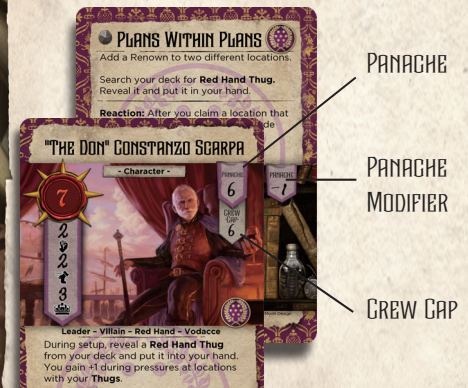 PLANS WITHIN PLANS
Add a Renown to two different locations.
Search your deck for Red Hand Thug.
Reveal it and put it in your hand.
Reaction: After you claim a location that
"THE DON" CONSTANZO SCARPA
- Character -
7
2
2
3
PANACHE
6
CREW
CAP
6
PANACHE
-1
Leader – Villain – Red Hand – Vodacce
During setup, reveal a Red Hand Thug
from your deck and put it into your hand.
You gain +1 during pressures at locations
with your Thugs.
PANACHE
PANACHE
MODIFIER
CREW CAP